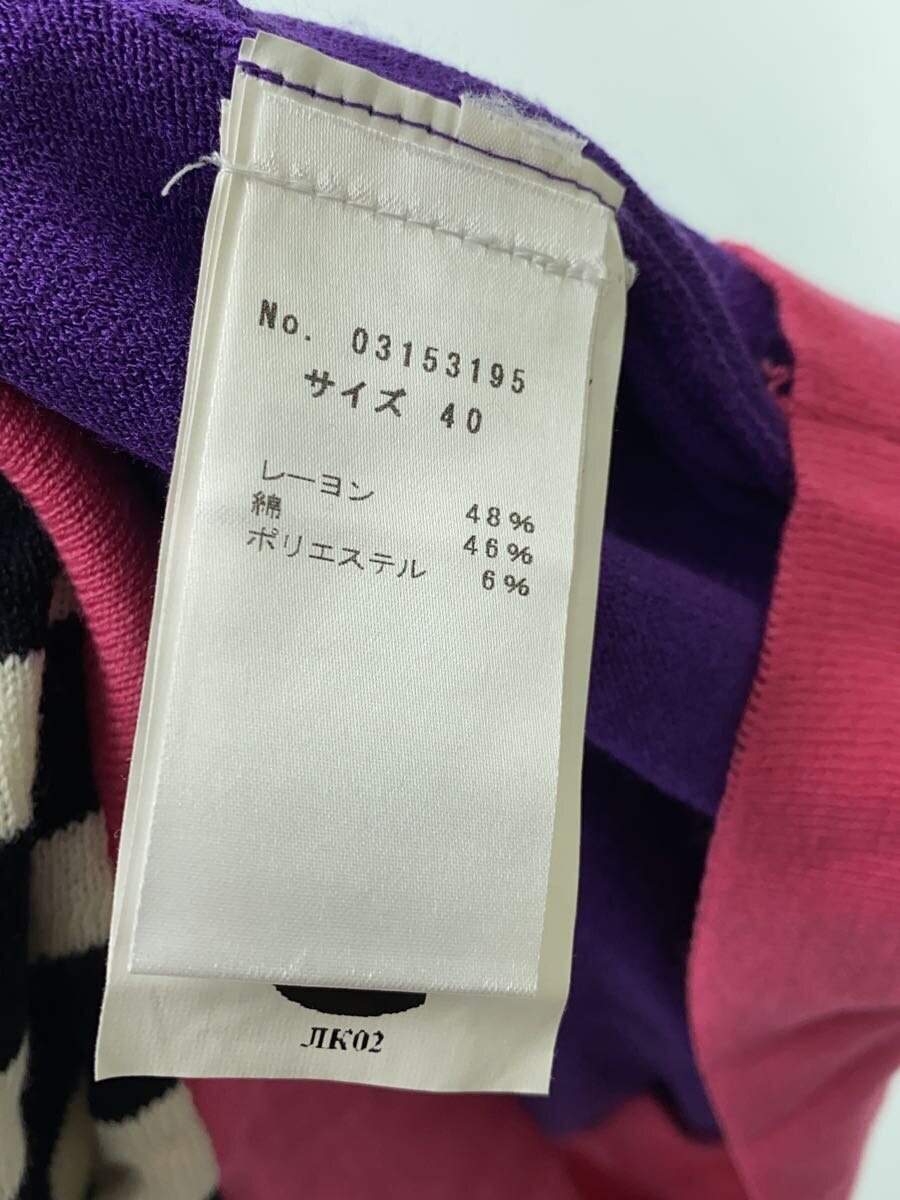 No. 03153195
サイズ 40
レーヨン 48%
綿 46%
ポリエステル 6%
ЛК02